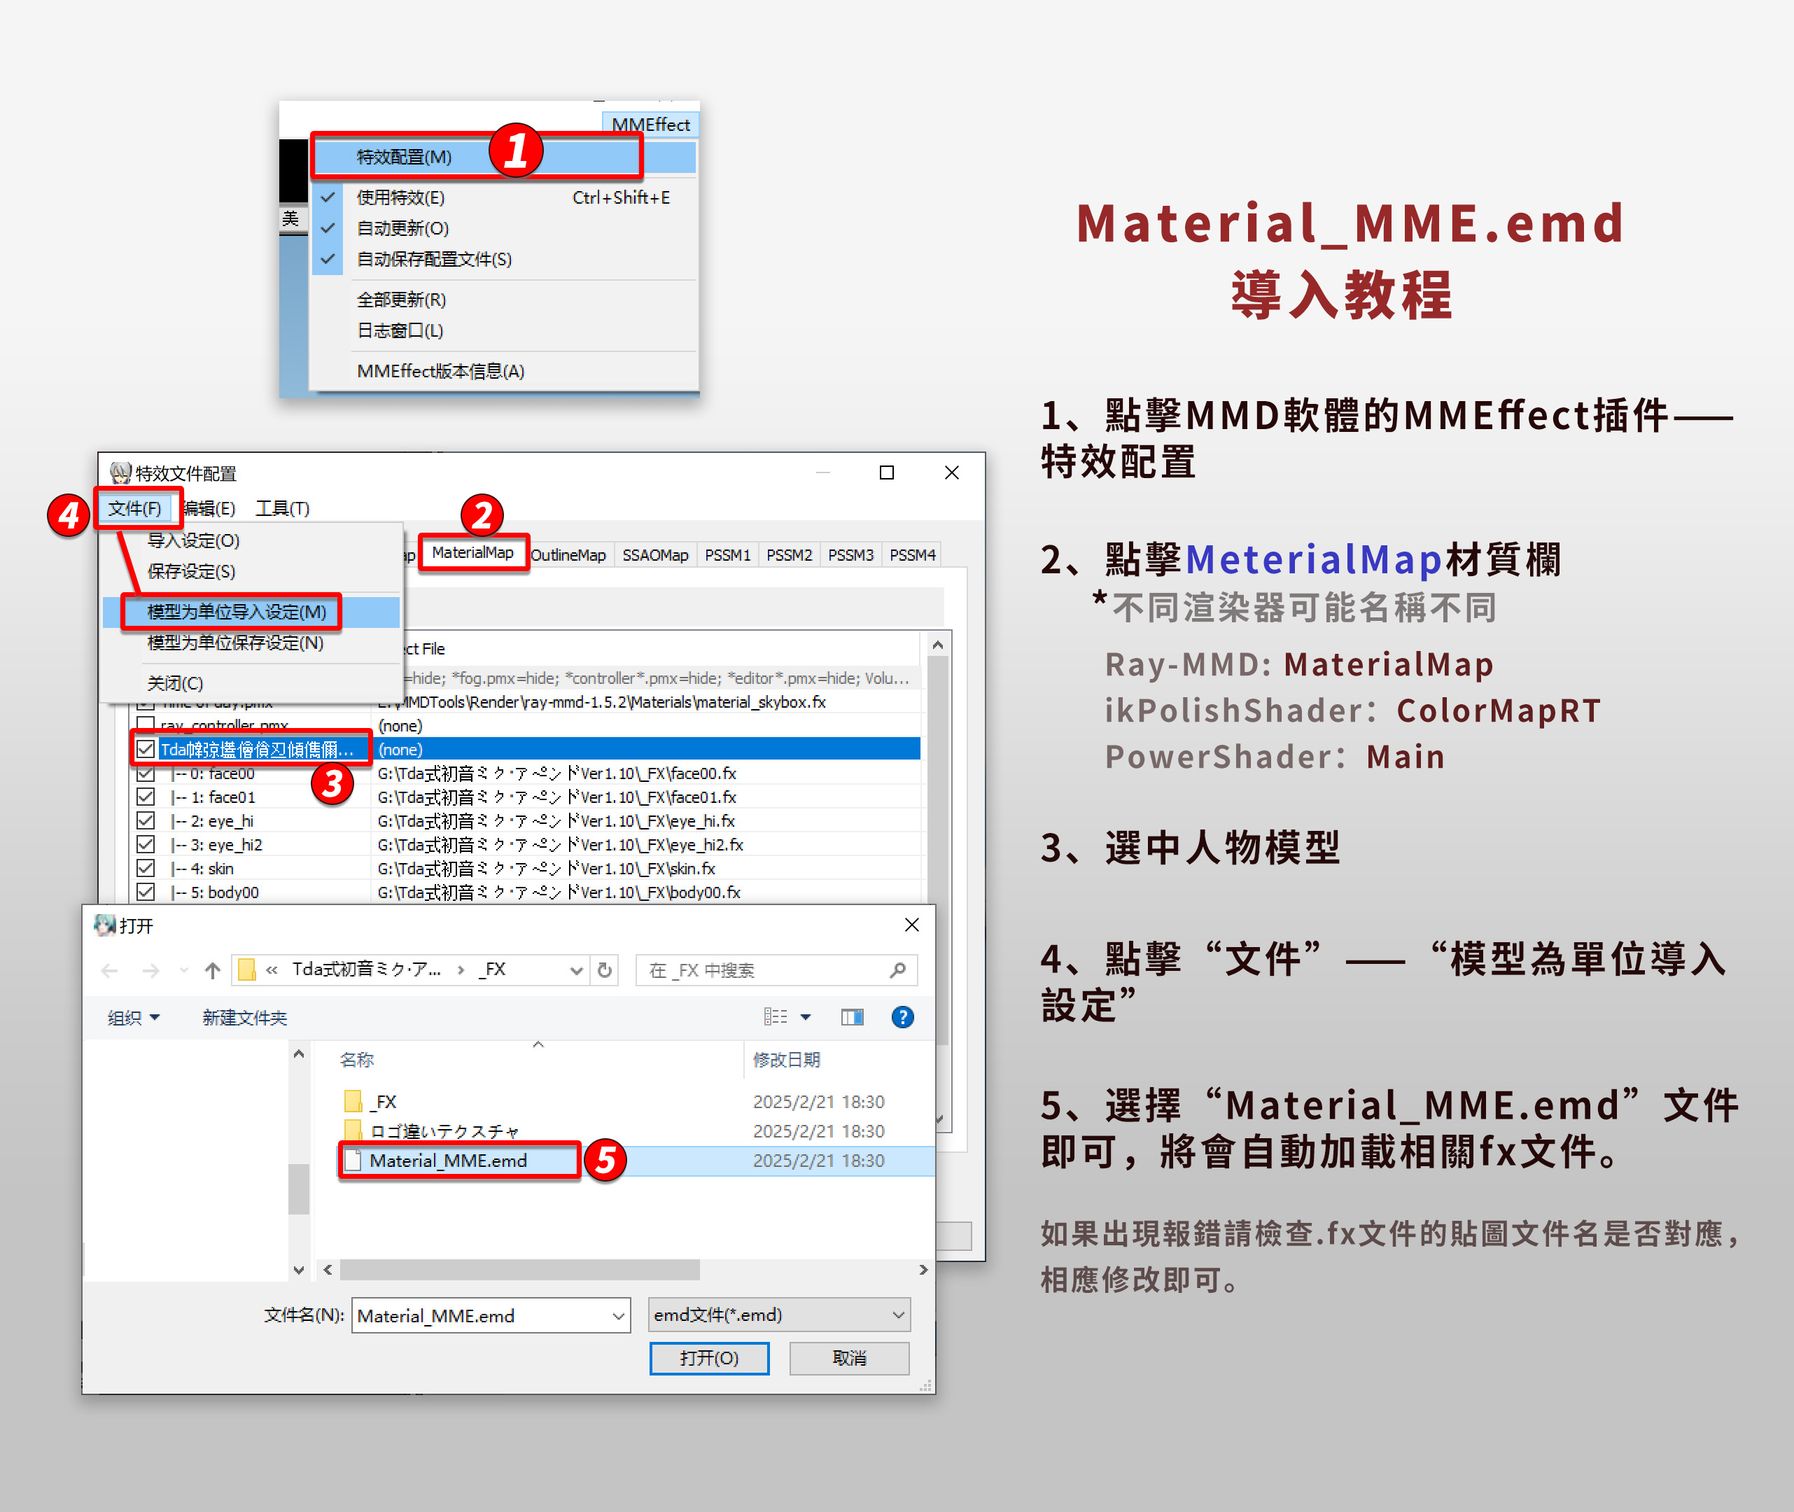 MMEffect
特效配置(M)
1
使用特效(E) Ctrl+Shift+E
美
自动更新(O)
自动保存配置文件(S)
全部更新(R)
日志窗口(L)
MMEffect版本信息(A)
特效文件配置
4
文件(F) 编辑(E) 工具(T)
2
导入设定(O)
保存设定(S)
模型为单位导入设定(M)
模型为单位保存设定(N)
关闭(C)
ap MaterialMap OutlineMap SSAOMap PSSM1 PSSM2 PSSM3 PSSM4
ct File
=hide; *fog.pmx=hide; *controller*.pmx=hide; *editor*.pmx=hide; Volu...
Time of day.pmx E:\MMDTools\Render\ray-mmd-1.5.2\Materials\material_skybox.fx
ray_controller.pmx (none)
(none)
3
|-- 0: face00 G:\Tda式初音ミク・アペンドVer1.10\_FX\face00.fx
|-- 1: face01 G:\Tda式初音ミク・アペンドVer1.10\_FX\face01.fx
|-- 2: eye_hi G:\Tda式初音ミク・アペンドVer1.10\_FX\eye_hi.fx
|-- 3: eye_hi2 G:\Tda式初音ミク・アペンドVer1.10\_FX\eye_hi2.fx
|-- 4: skin G:\Tda式初音ミク・アペンドVer1.10\_FX\skin.fx
|-- 5: body00 G:\Tda式初音ミク・アペンドVer1.10\_FX\body00.fx
打开
« Tda式初音ミク・ア... › _FX 在 _FX 中搜索
组织 新建文件夹
名称 修改日期
_FX 2025/2/21 18:30
ロゴ違いテクスチャ 2025/2/21 18:30
Material_MME.emd 2025/2/21 18:30
5
文件名(N): Material_MME.emd emd文件(*.emd)
打开(O) 取消
Material_MME.emd
導入教程
1、點擊MMD軟體的MMEffect插件——
特效配置
2、點擊MeterialMap材質欄
*不同渲染器可能名稱不同
Ray-MMD: MaterialMap
ikPolishShader：ColorMapRT
PowerShader：Main
3、選中人物模型
4、點擊“文件”——“模型為單位導入
設定”
5、選擇“Material_MME.emd”文件
即可，將會自動加載相關fx文件。
如果出現報錯請檢查.fx文件的貼圖文件名是否對應，
相應修改即可。